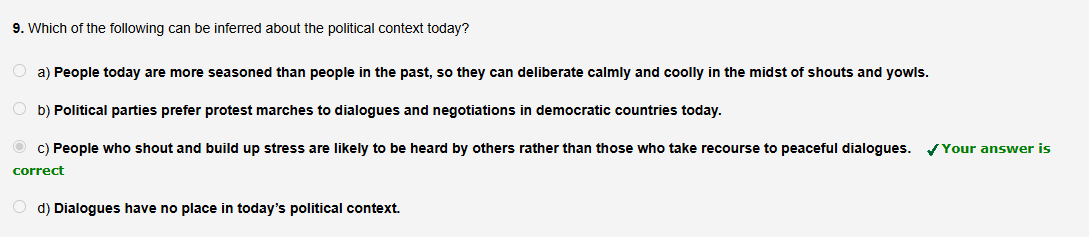 9. Which of the following can be inferred about the political context today?
a) People today are more seasoned than people in the past, so they can deliberate calmly and coolly in the midst of shouts and yowls.
b) Political parties prefer protest marches to dialogues and negotiations in democratic countries today.
c) People who shout and build up stress are likely to be heard by others rather than those who take recourse to peaceful dialogues. ✓Your answer is
correct
d) Dialogues have no place in today’s political context.